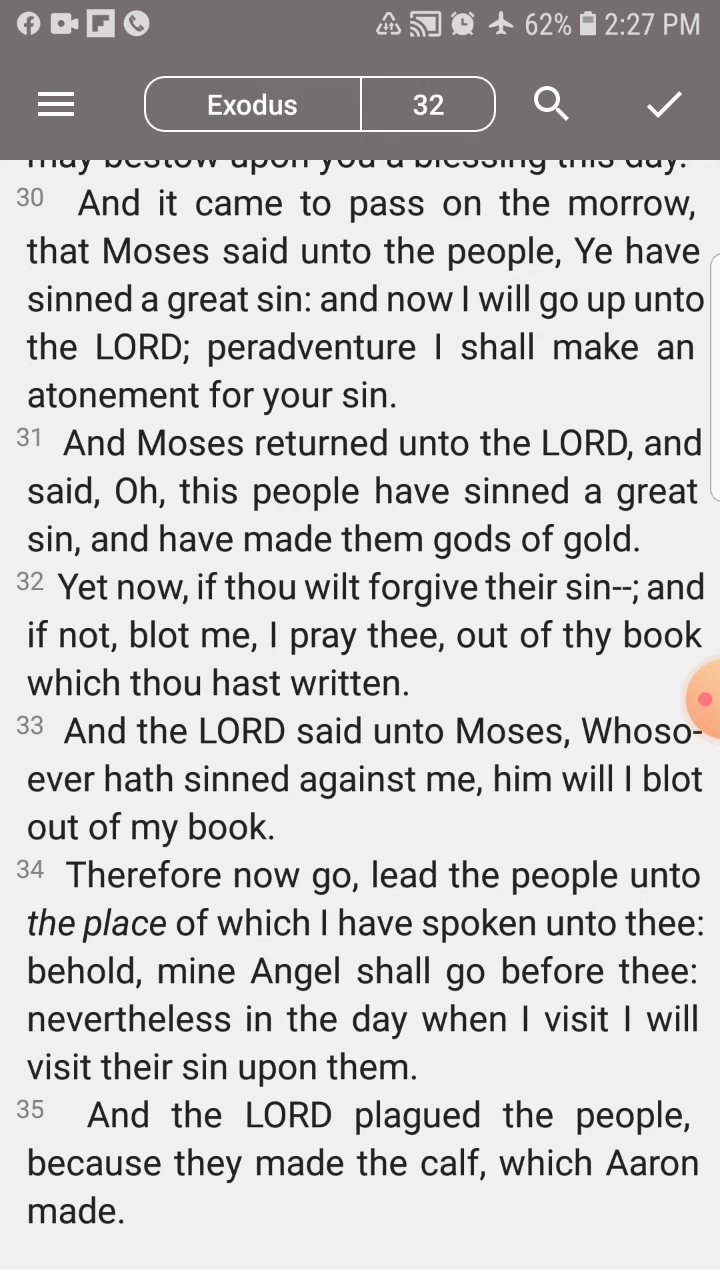 62% 2:27 PM
Exodus 32
may bestow upon you a blessing this day.
30 And it came to pass on the morrow,
that Moses said unto the people, Ye have
sinned a great sin: and now I will go up unto
the LORD; peradventure I shall make an
atonement for your sin.
31 And Moses returned unto the LORD, and
said, Oh, this people have sinned a great
sin, and have made them gods of gold.
32 Yet now, if thou wilt forgive their sin--; and
if not, blot me, I pray thee, out of thy book
which thou hast written.
33 And the LORD said unto Moses, Whoso-
ever hath sinned against me, him will I blot
out of my book.
34 Therefore now go, lead the people unto
the place of which I have spoken unto thee:
behold, mine Angel shall go before thee:
nevertheless in the day when I visit I will
visit their sin upon them.
35 And the LORD plagued the people,
because they made the calf, which Aaron
made.